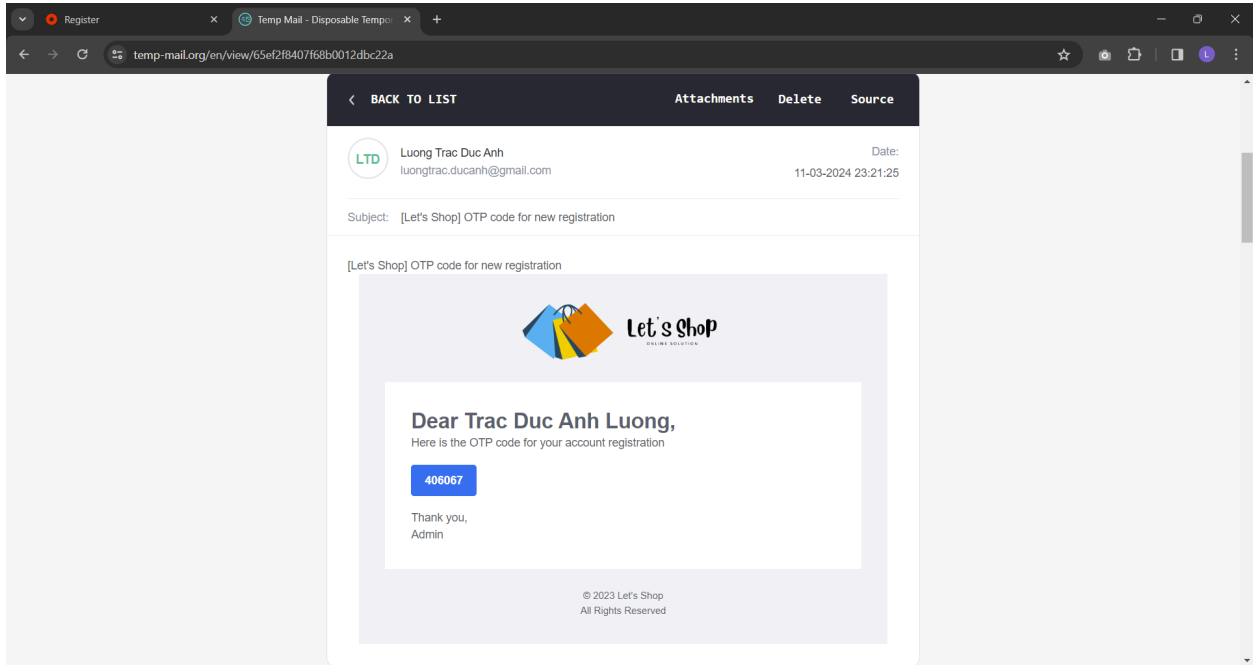 Register
Temp Mail - Disposable Tempor
temp-mail.org/en/view/65ef2f8407f68b0012dbc22a
L
BACK TO LIST
Attachments Delete Source
LTD
Luong Trac Duc Anh
Date:
luongtrac.ducanh@gmail.com
11-03-2024 23:21:25
Subject: [Let's Shop] OTP code for new registration
[Let's Shop] OTP code for new registration
Let's Shop
ONLINE SOLUTION
Dear Trac Duc Anh Luong,
Here is the OTP code for your account registration
406067
Thank you,
Admin
© 2023 Let's Shop
All Rights Reserved